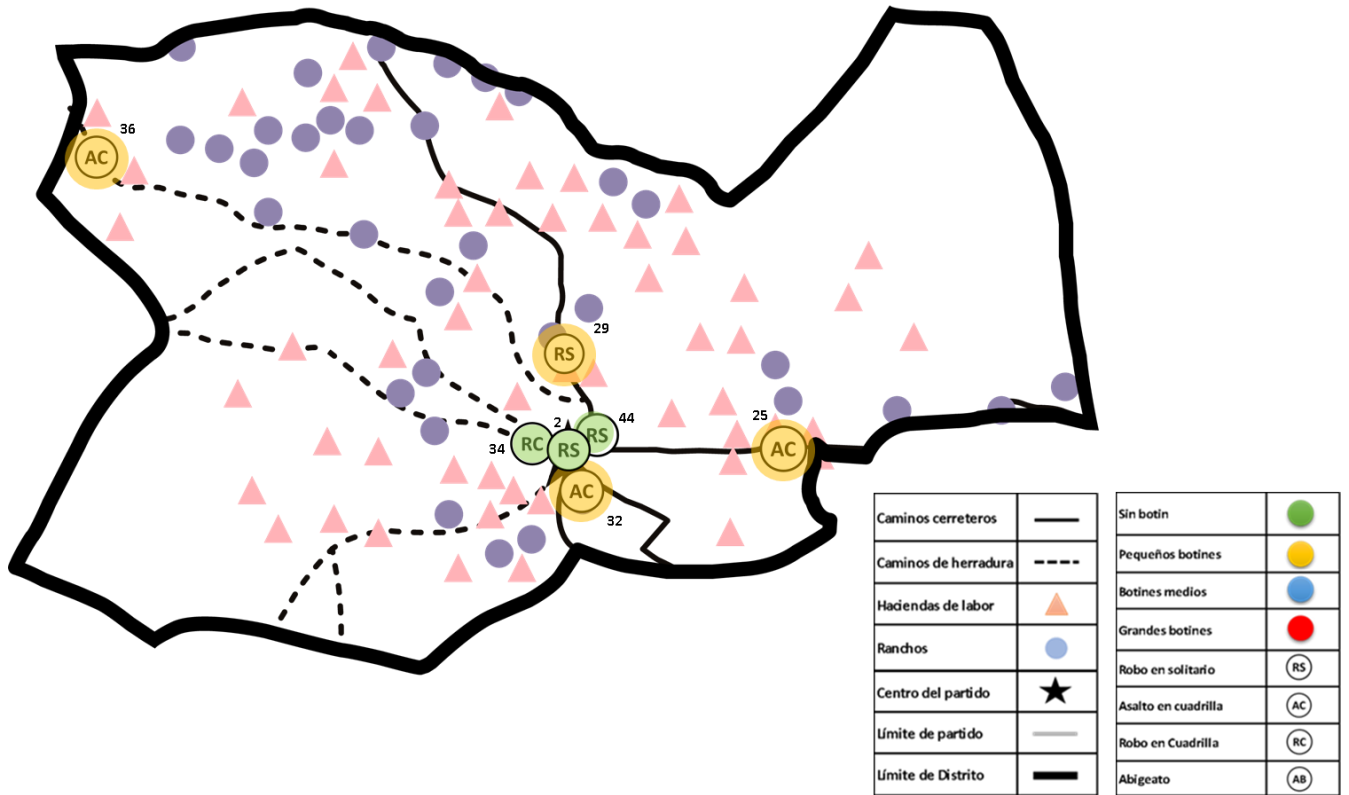 36
AC
29
RS
2
44
25
34
RC
RS
RS
AC
AC
32
Caminos cerreteros
Caminos de herradura
Haciendas de labor
Ranchos
Centro del partido
Límite de partido
Límite de Distrito
Sin botin
Pequeños botines
Botines medios
Grandes botines
Robo en solitario RS
Asalto en cuadrilla AC
Robo en Cuadrilla RC
Abigeato AB